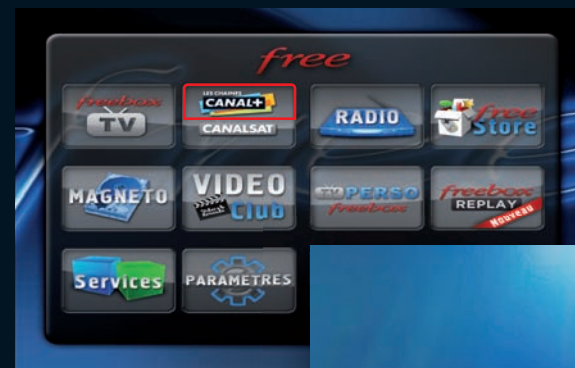 free
freebox
TV
LES CHAINES
CANAL+
CANALSAT
RADIO
free
Store
MAGNETO
VIDEO
Club
TV PERSO
freebox
freebox
REPLAY
Nouveau
Services
PARAMETRES